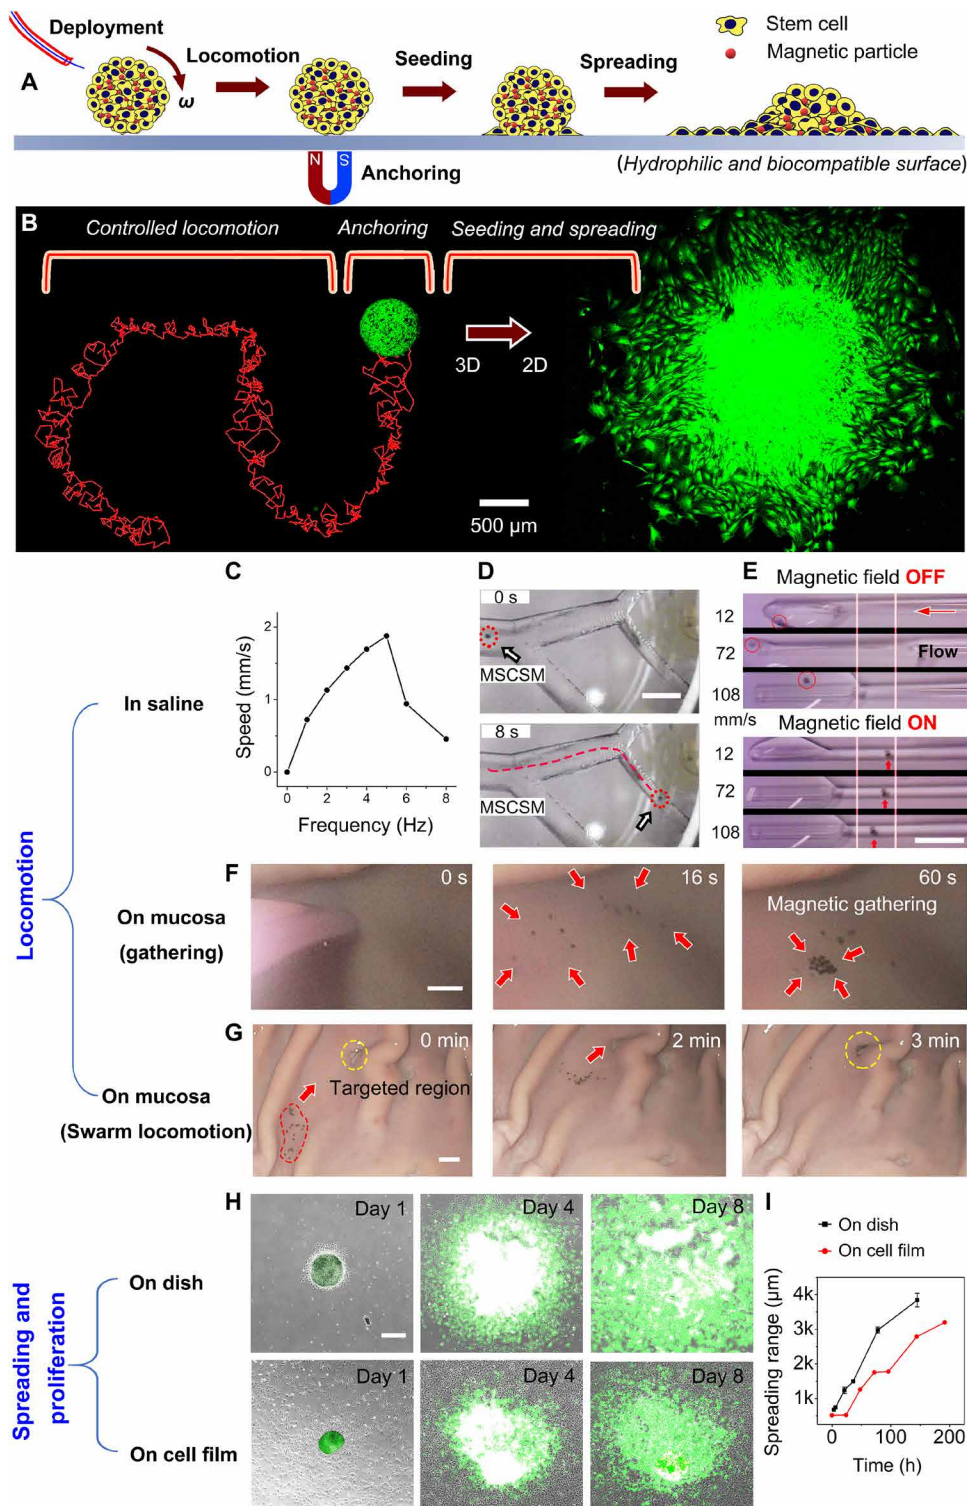 Deployment
Locomotion
Seeding
Spreading
Stem cell
Magnetic particle
A
ω
N
S
Anchoring
(Hydrophilic and biocompatible surface)
B
Controlled locomotion
Anchoring
Seeding and spreading
3D
2D
500 µm
C
Speed (mm/s)
2
1
0
0
2
4
6
8
Frequency (Hz)
D
0 s
MSCSM
8 s
MSCSM
E
Magnetic field OFF
12
72
108
Flow
mm/s
Magnetic field ON
12
72
108
Locomotion
In saline
On mucosa
(gathering)
On mucosa
(Swarm locomotion)
F
0 s
16 s
60 s
Magnetic gathering
G
0 min
Targeted region
2 min
3 min
Spreading and
proliferation
On dish
On cell film
H
Day 1
Day 4
Day 8
Day 1
Day 4
Day 8
I
On dish
On cell film
Spreading range (µm)
4k
3k
2k
1k
0
100
200
Time (h)